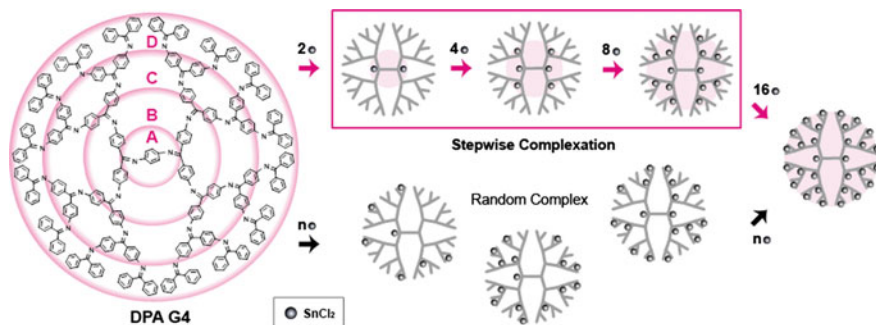 D
C
B
A
DPA G4
2
4
8
16
Stepwise Complexation
Random Complex
n
n
SnCl₂